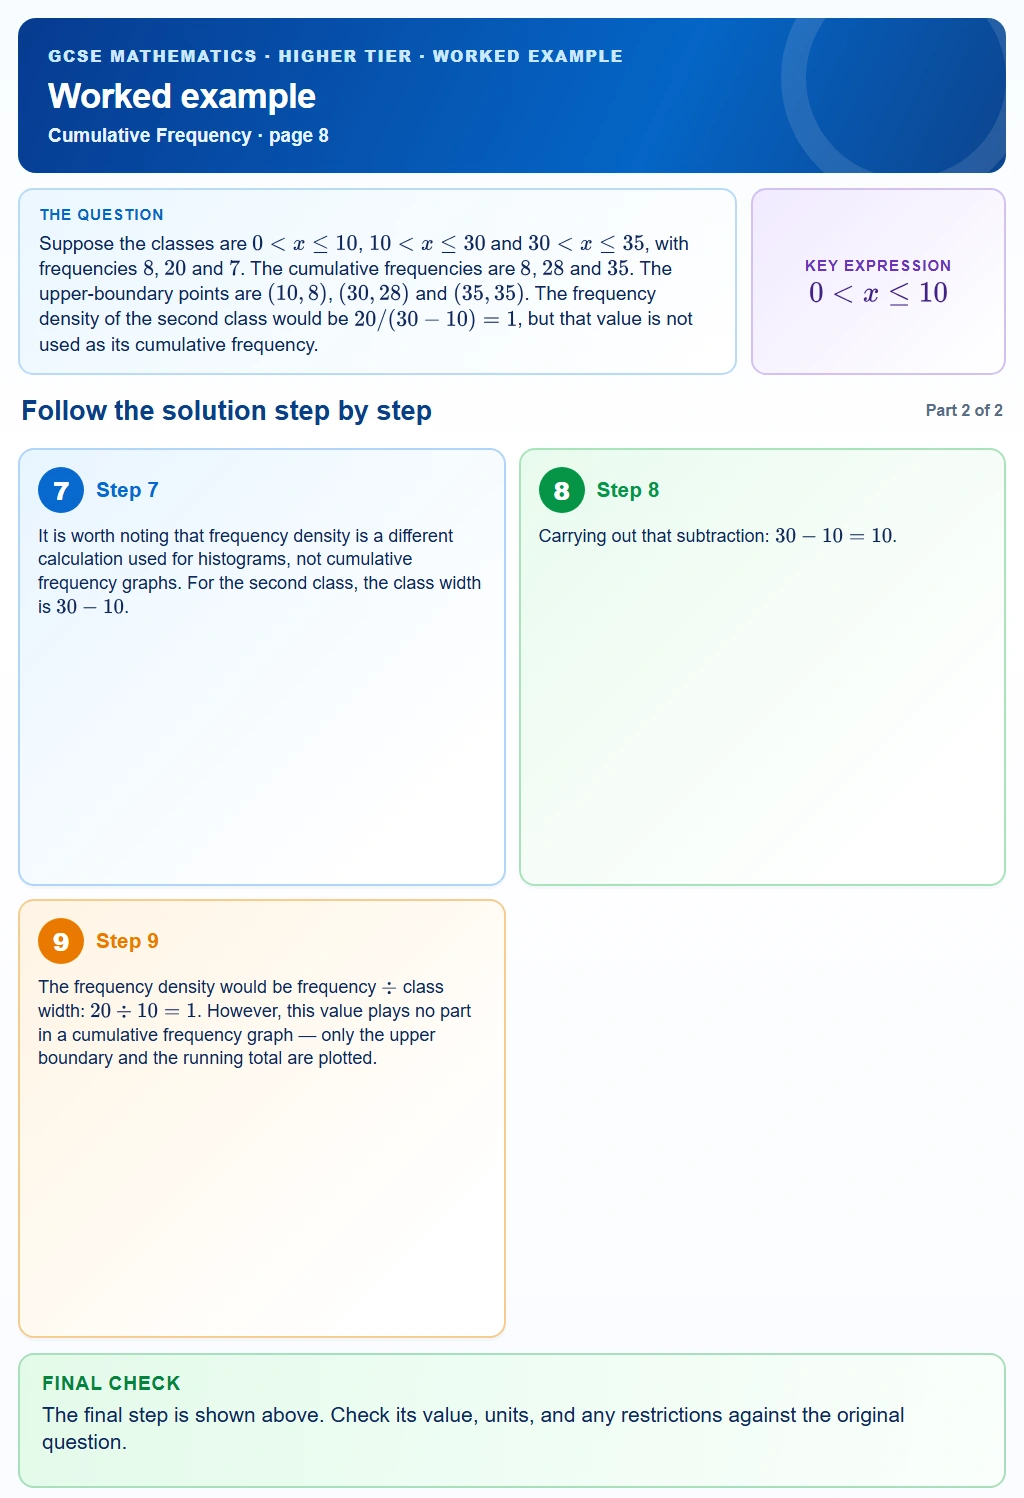 GCSE MATHEMATICS · HIGHER TIER · WORKED EXAMPLE
Worked example
Cumulative Frequency · page 8
THE QUESTION
Suppose the classes are 0 < x ≤ 10, 10 < x ≤ 30 and 30 < x ≤ 35, with
frequencies 8, 20 and 7. The cumulative frequencies are 8, 28 and 35. The
upper-boundary points are (10, 8), (30, 28) and (35, 35). The frequency
density of the second class would be 20/(30 − 10) = 1, but that value is not
used as its cumulative frequency.
KEY EXPRESSION
0 < x ≤ 10
Follow the solution step by step
Part 2 of 2
7 Step 7
It is worth noting that frequency density is a different
calculation used for histograms, not cumulative
frequency graphs. For the second class, the class width
is 30 − 10.
8 Step 8
Carrying out that subtraction: 30 − 10 = 10.
9 Step 9
The frequency density would be frequency ÷ class
width: 20 ÷ 10 = 1. However, this value plays no part
in a cumulative frequency graph — only the upper
boundary and the running total are plotted.
FINAL CHECK
The final step is shown above. Check its value, units, and any restrictions against the original
question.